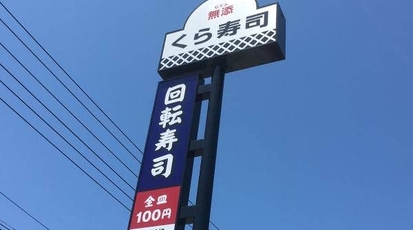 無添
くら寿司
回転寿司
全皿
100円